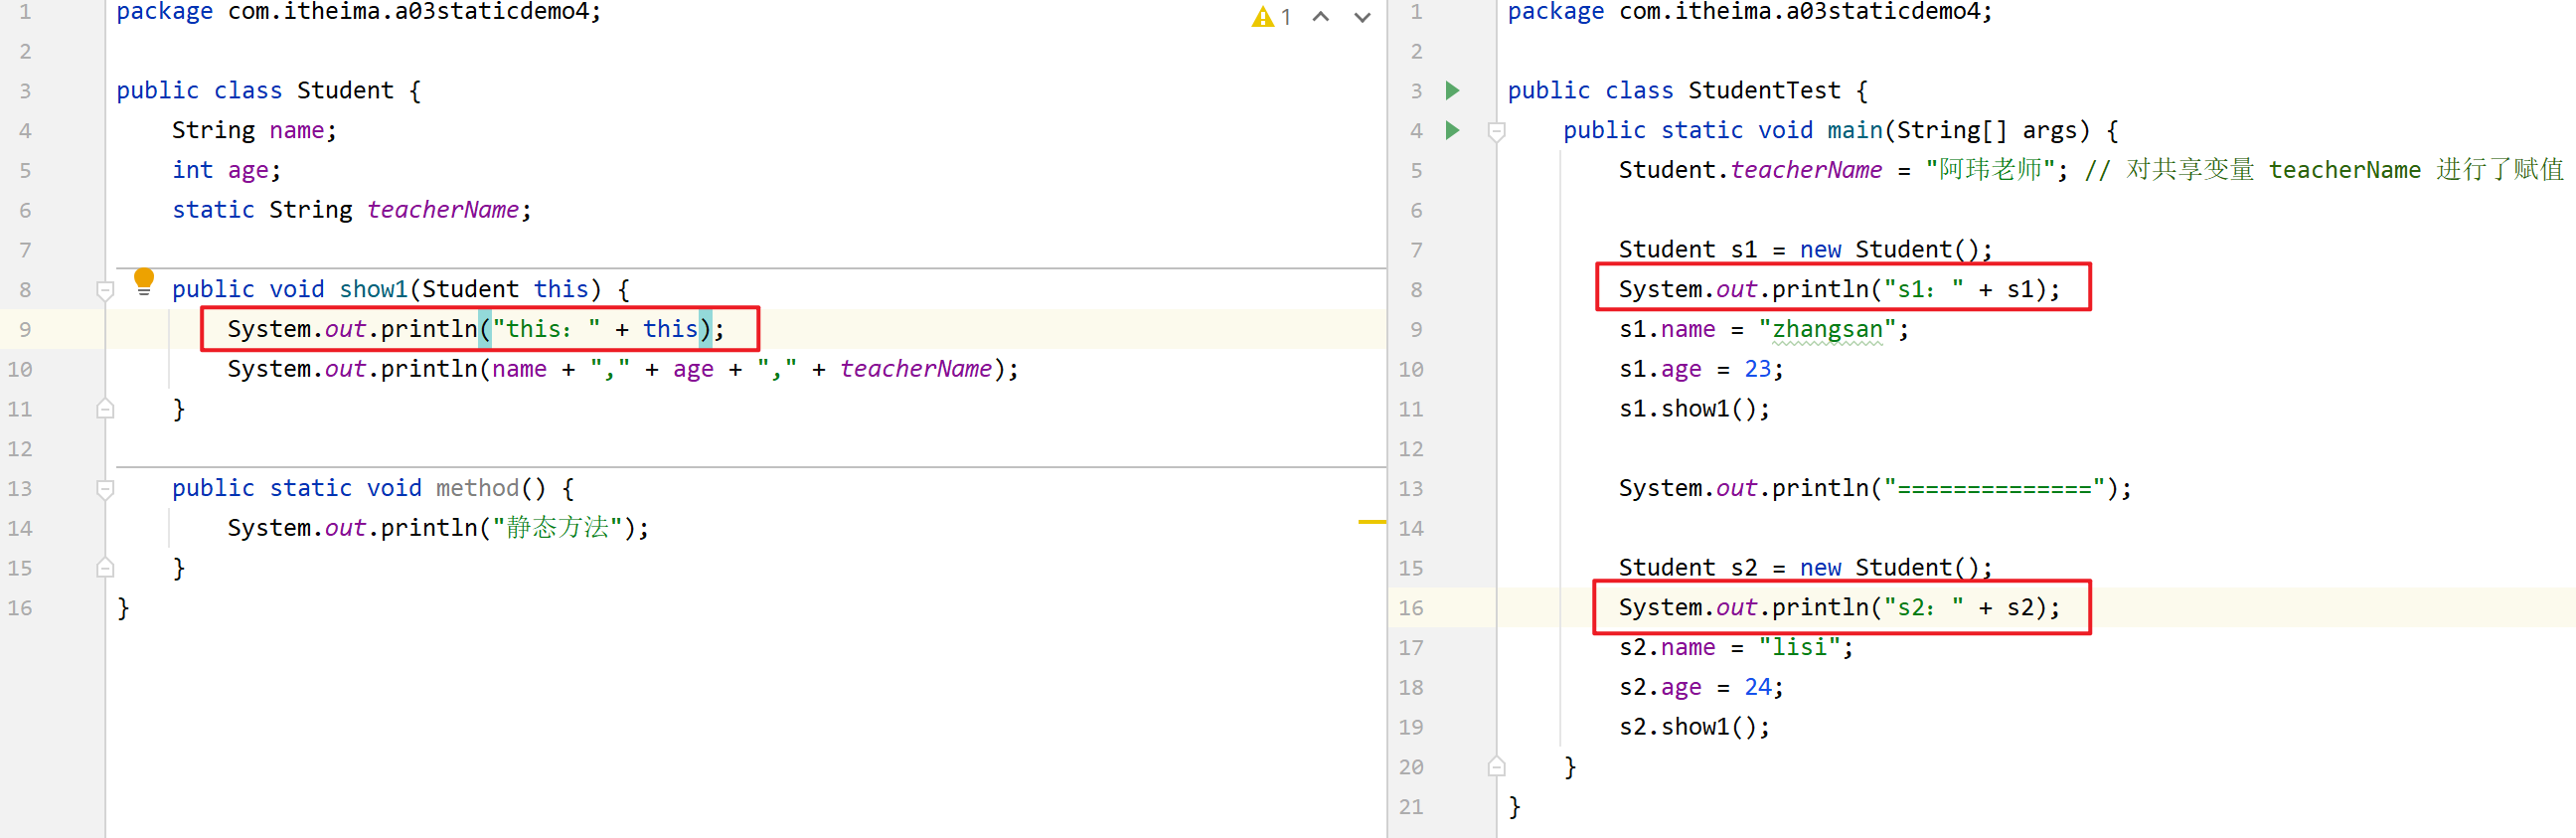 1 package com.itheima.a03staticdemo4;
2
3 public class Student {
4 String name;
5 int age;
6 static String teacherName;
7
8 public void show1(Student this) {
9 System.out.println("this：" + this);
10 System.out.println(name + "," + age + "," + teacherName);
11 }
12
13 public static void method() {
14 System.out.println("静态方法");
15 }
16 }
1
1 package com.itheima.a03staticdemo4;
2
3 public class StudentTest {
4 public static void main(String[] args) {
5 Student.teacherName = "阿玮老师"; // 对共享变量 teacherName 进行了赋值
6
7 Student s1 = new Student();
8 System.out.println("s1：" + s1);
9 s1.name = "zhangsan";
10 s1.age = 23;
11 s1.show1();
12
13 System.out.println("==============");
14
15 Student s2 = new Student();
16 System.out.println("s2：" + s2);
17 s2.name = "lisi";
18 s2.age = 24;
19 s2.show1();
20 }
21 }